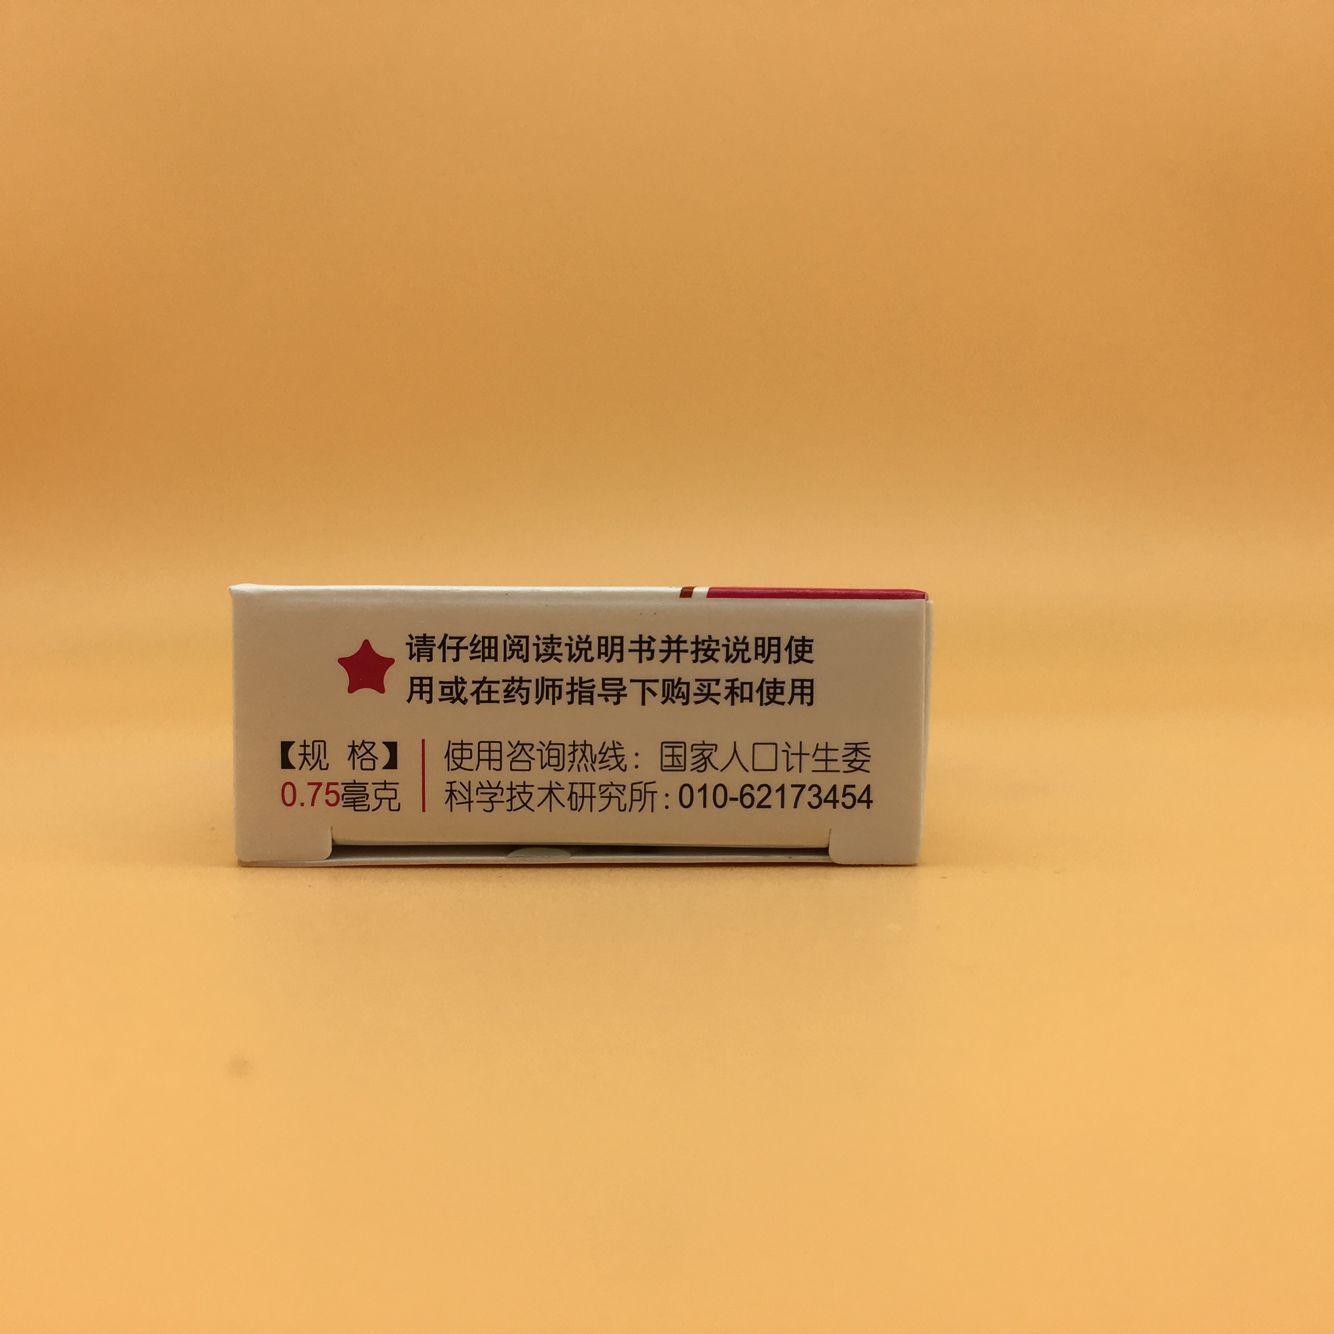 请仔细阅读说明书并按说明使
用或在药师指导下购买和使用
【规 格】
0.75毫克
使用咨询热线：国家人口计生委
科学技术研究所：010-62173454